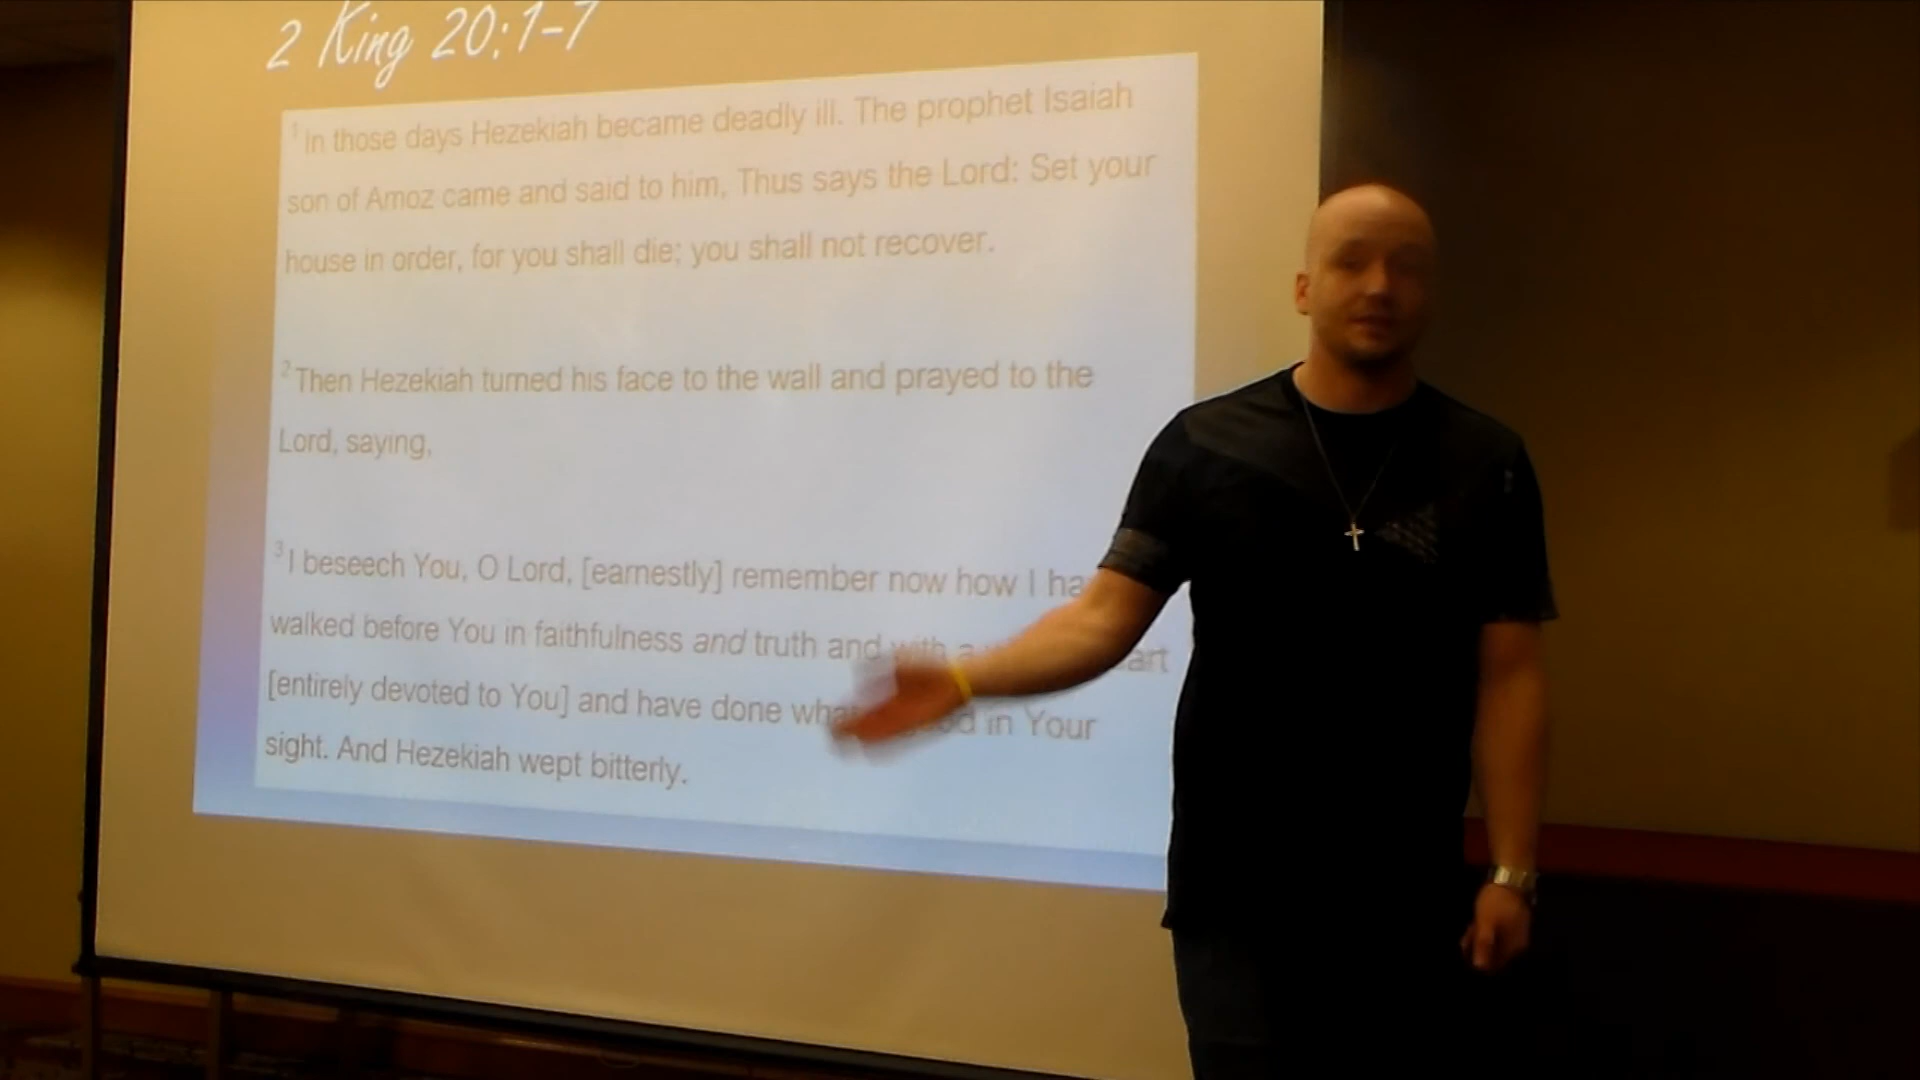 2 King 20:1-7
1 In those days Hezekiah became deadly ill. The prophet Isaiah
son of Amoz came and said to him, Thus says the Lord: Set your
house in order, for you shall die; you shall not recover.
2 Then Hezekiah turned his face to the wall and prayed to the
Lord, saying,
3 I beseech You, O Lord, [earnestly] remember now how I ha
walked before You in faithfulness and truth and with a
[entirely devoted to You] and have done in Your
sight. And Hezekiah wept bitterly.